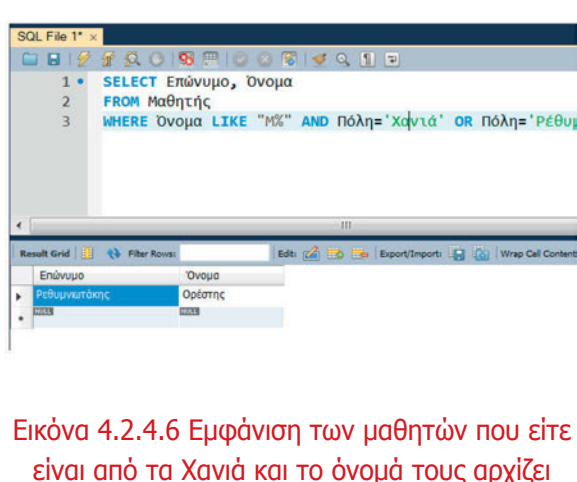 SQL File 1* ×
1 SELECT Επώνυμο, Όνομα
2 FROM Μαθητής
3 WHERE Όνομα LIKE "Μ%" AND Πόλη='Χανιά' OR Πόλη='Ρέθυμ
Result Grid Filter Rows: Edit: Export/Import: Wrap Cell Content:
Επώνυμο Όνομα
Ρεθυμνιωτάκης Ορέστης
NULL NULL
Εικόνα 4.2.4.6 Εμφάνιση των μαθητών που είτε
είναι από τα Χανιά και το όνομά τους αρχίζει